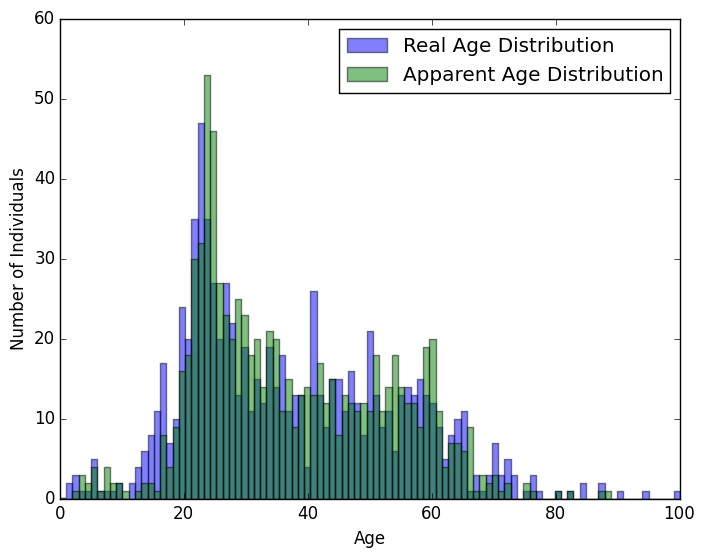 Real Age Distribution
Apparent Age Distribution
60
50
40
30
20
10
0
Number of Individuals
0 20 40 60 80 100
Age